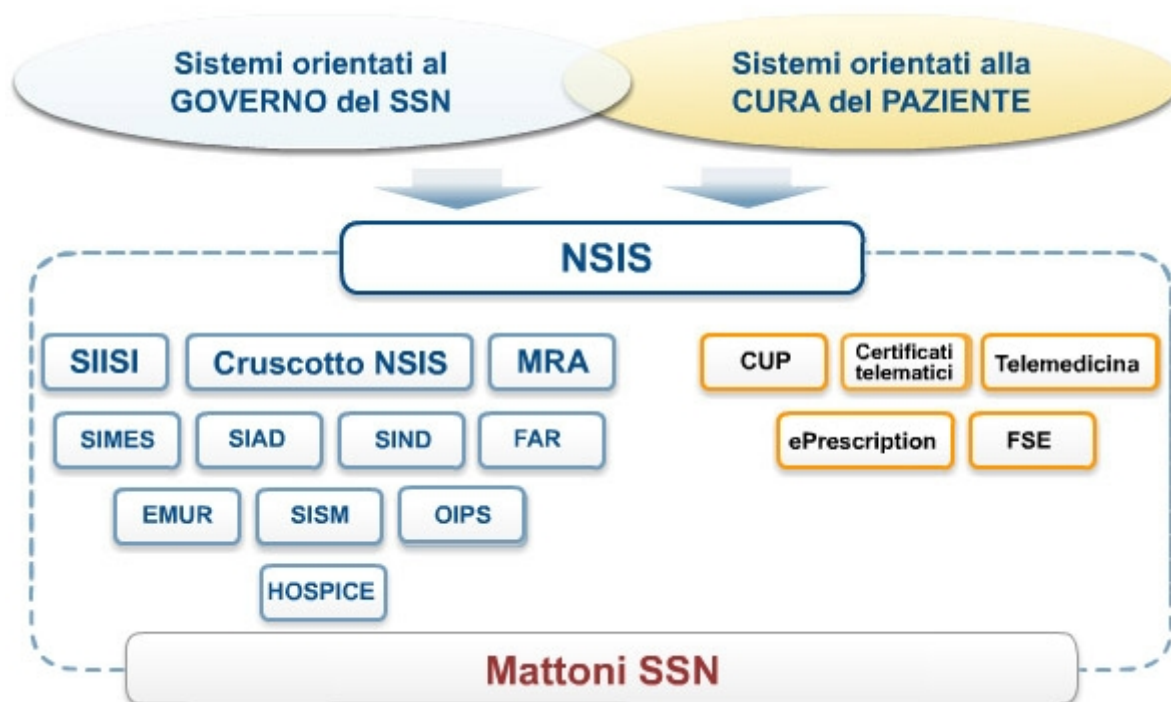 Sistemi orientati al
GOVERNO del SSN
Sistemi orientati alla
CURA del PAZIENTE
NSIS
SIISI
Cruscotto NSIS
MRA
SIMES
SIAD
SIND
FAR
EMUR
SISM
OIPS
HOSPICE
CUP
Certificati
telematici
Telemedicina
ePrescription
FSE
Mattoni SSN